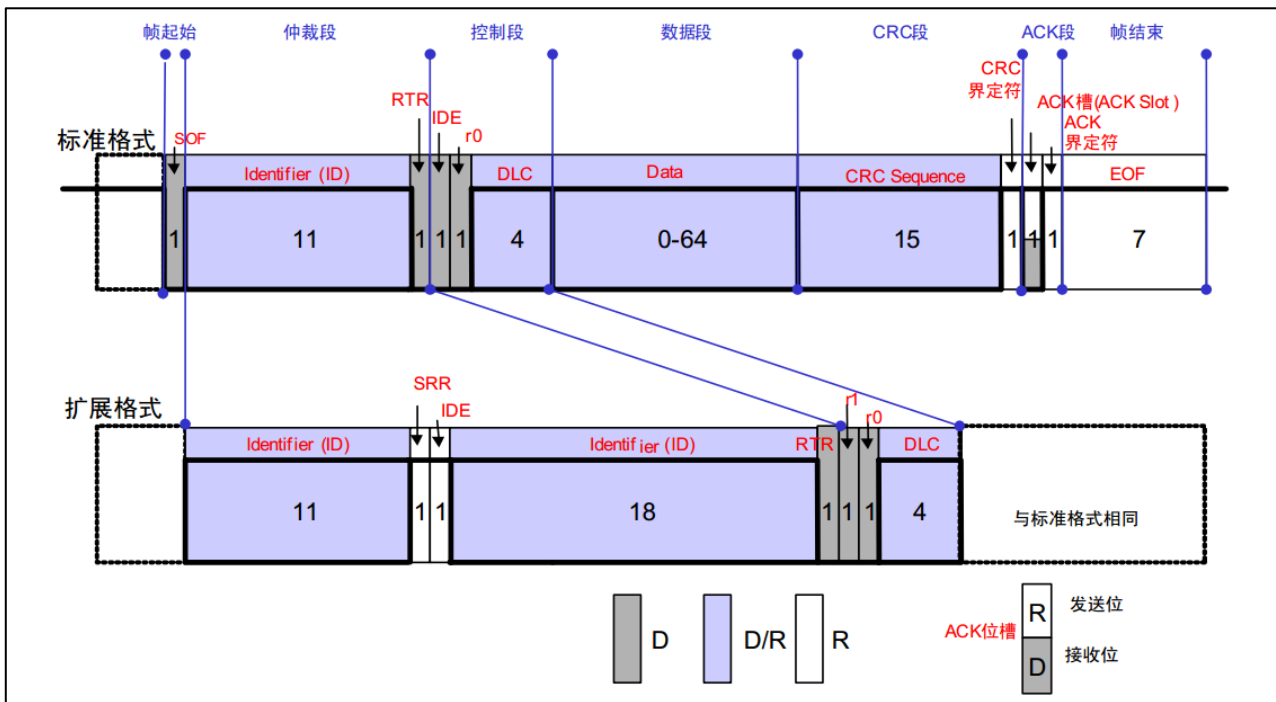 帧起始 仲裁段 控制段 数据段 CRC段 ACK段 帧结束
CRC
界定符
RTR
IDE
r0
ACK槽(ACK Slot)
ACK
界定符
标准格式
SOF
Identifier (ID) DLC Data CRC Sequence EOF
1 11 1 1 1 4 0-64 15 1 1 1 7
SRR
IDE
r1
r0
扩展格式
Identifier (ID) Identifier (ID) RTR DLC
11 1 1 18 1 1 1 4 与标准格式相同
D D/R R
ACK位槽
R 发送位
D 接收位